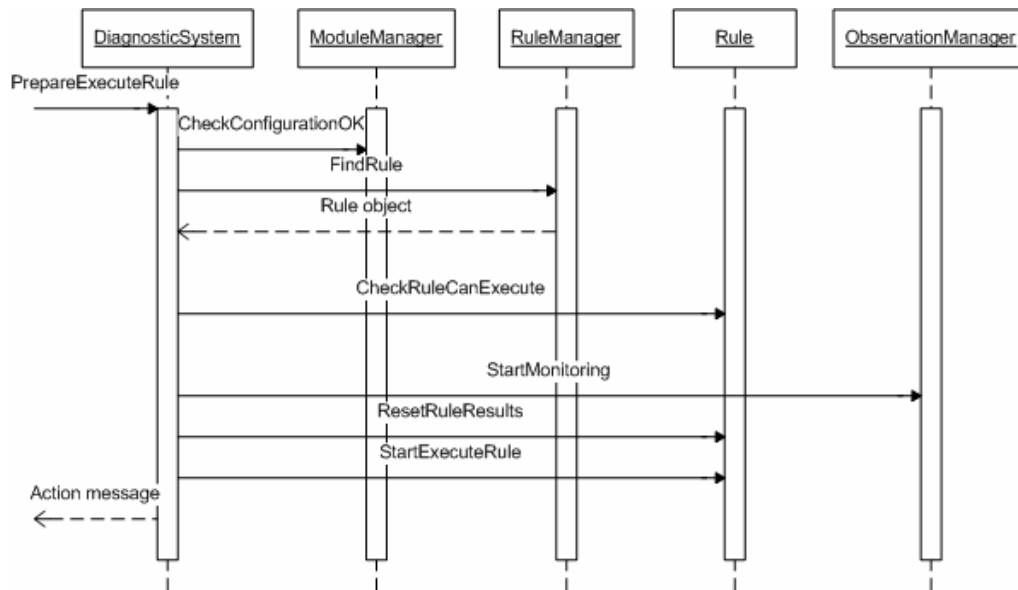 DiagnosticSystem
ModuleManager
RuleManager
Rule
ObservationManager
PrepareExecuteRule
CheckConfigurationOK
FindRule
Rule object
CheckRuleCanExecute
StartMonitoring
ResetRuleResults
StartExecuteRule
Action message